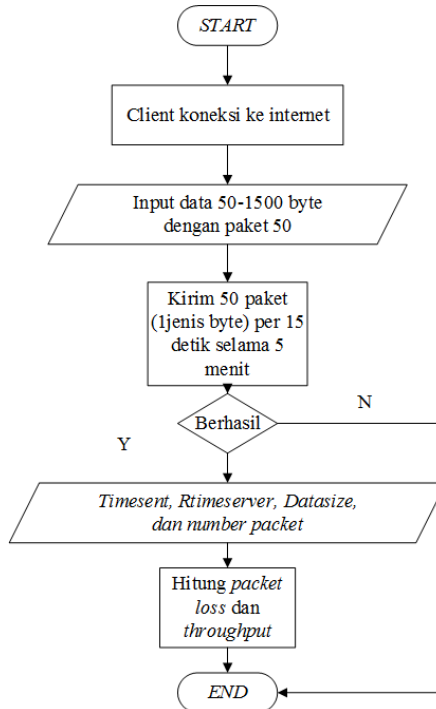 START
Client koneksi ke internet
Input data 50-1500 byte
dengan paket 50
Kirim 50 paket
(1jenis byte) per 15
detik selama 5
menit
Berhasil
N
Y
Timesent, Rtimeserver, Datasize,
dan number packet
Hitung packet
loss dan
throughput
END